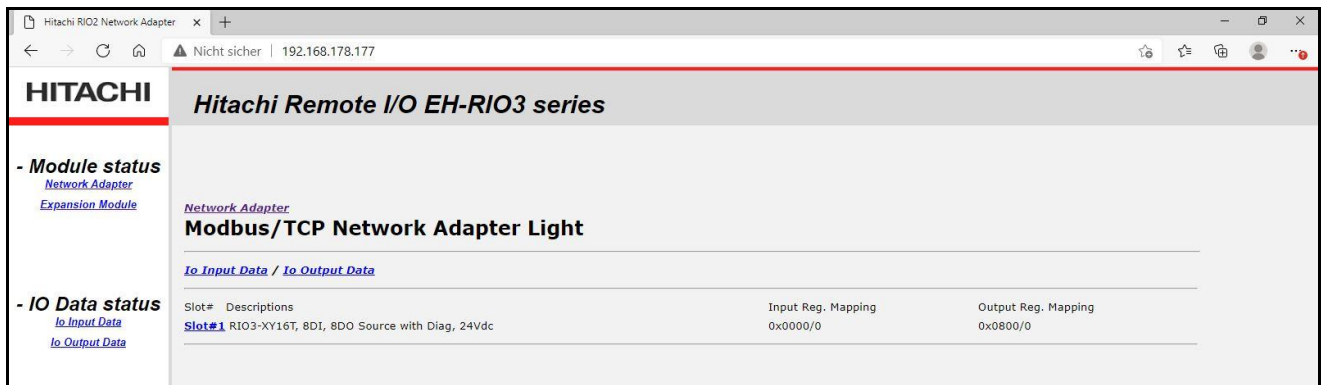 Hitachi RIO2 Network Adapter
Nicht sicher | 192.168.178.177
HITACHI
Hitachi Remote I/O EH-RIO3 series
- Module status
Network Adapter
Expansion Module
- IO Data status
Io Input Data
Io Output Data
Network Adapter
Modbus/TCP Network Adapter Light
Io Input Data / Io Output Data
Slot# Descriptions Input Reg. Mapping Output Reg. Mapping
Slot#1 RIO3-XY16T, 8DI, 8DO Source with Diag, 24Vdc 0x0000/0 0x0800/0